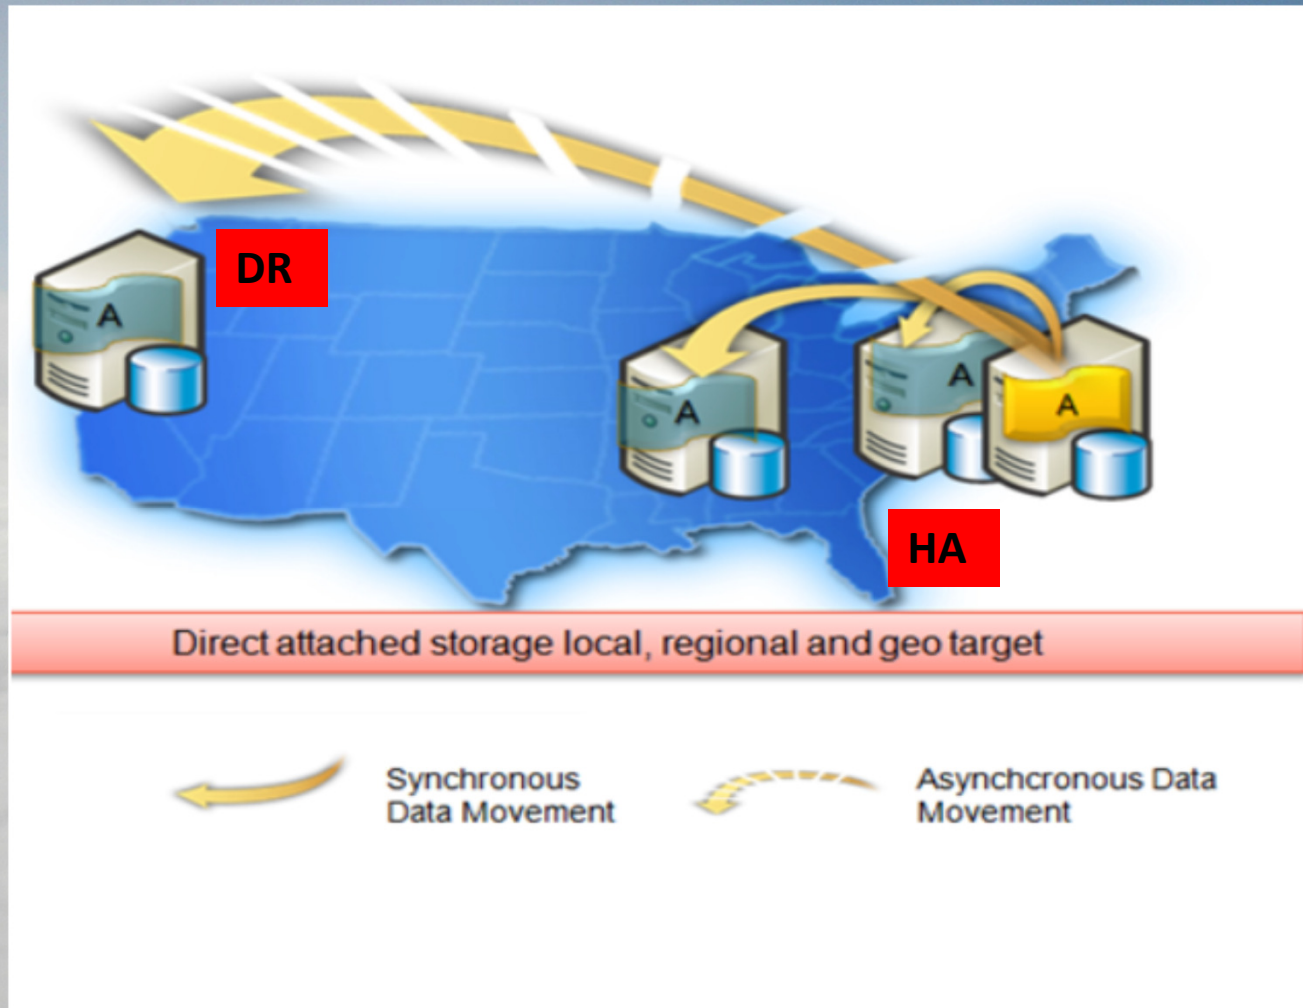 DR
A
A
A
A
HA
Direct attached storage local, regional and geo target
Synchronous
Data Movement
Asynchcronous Data
Movement